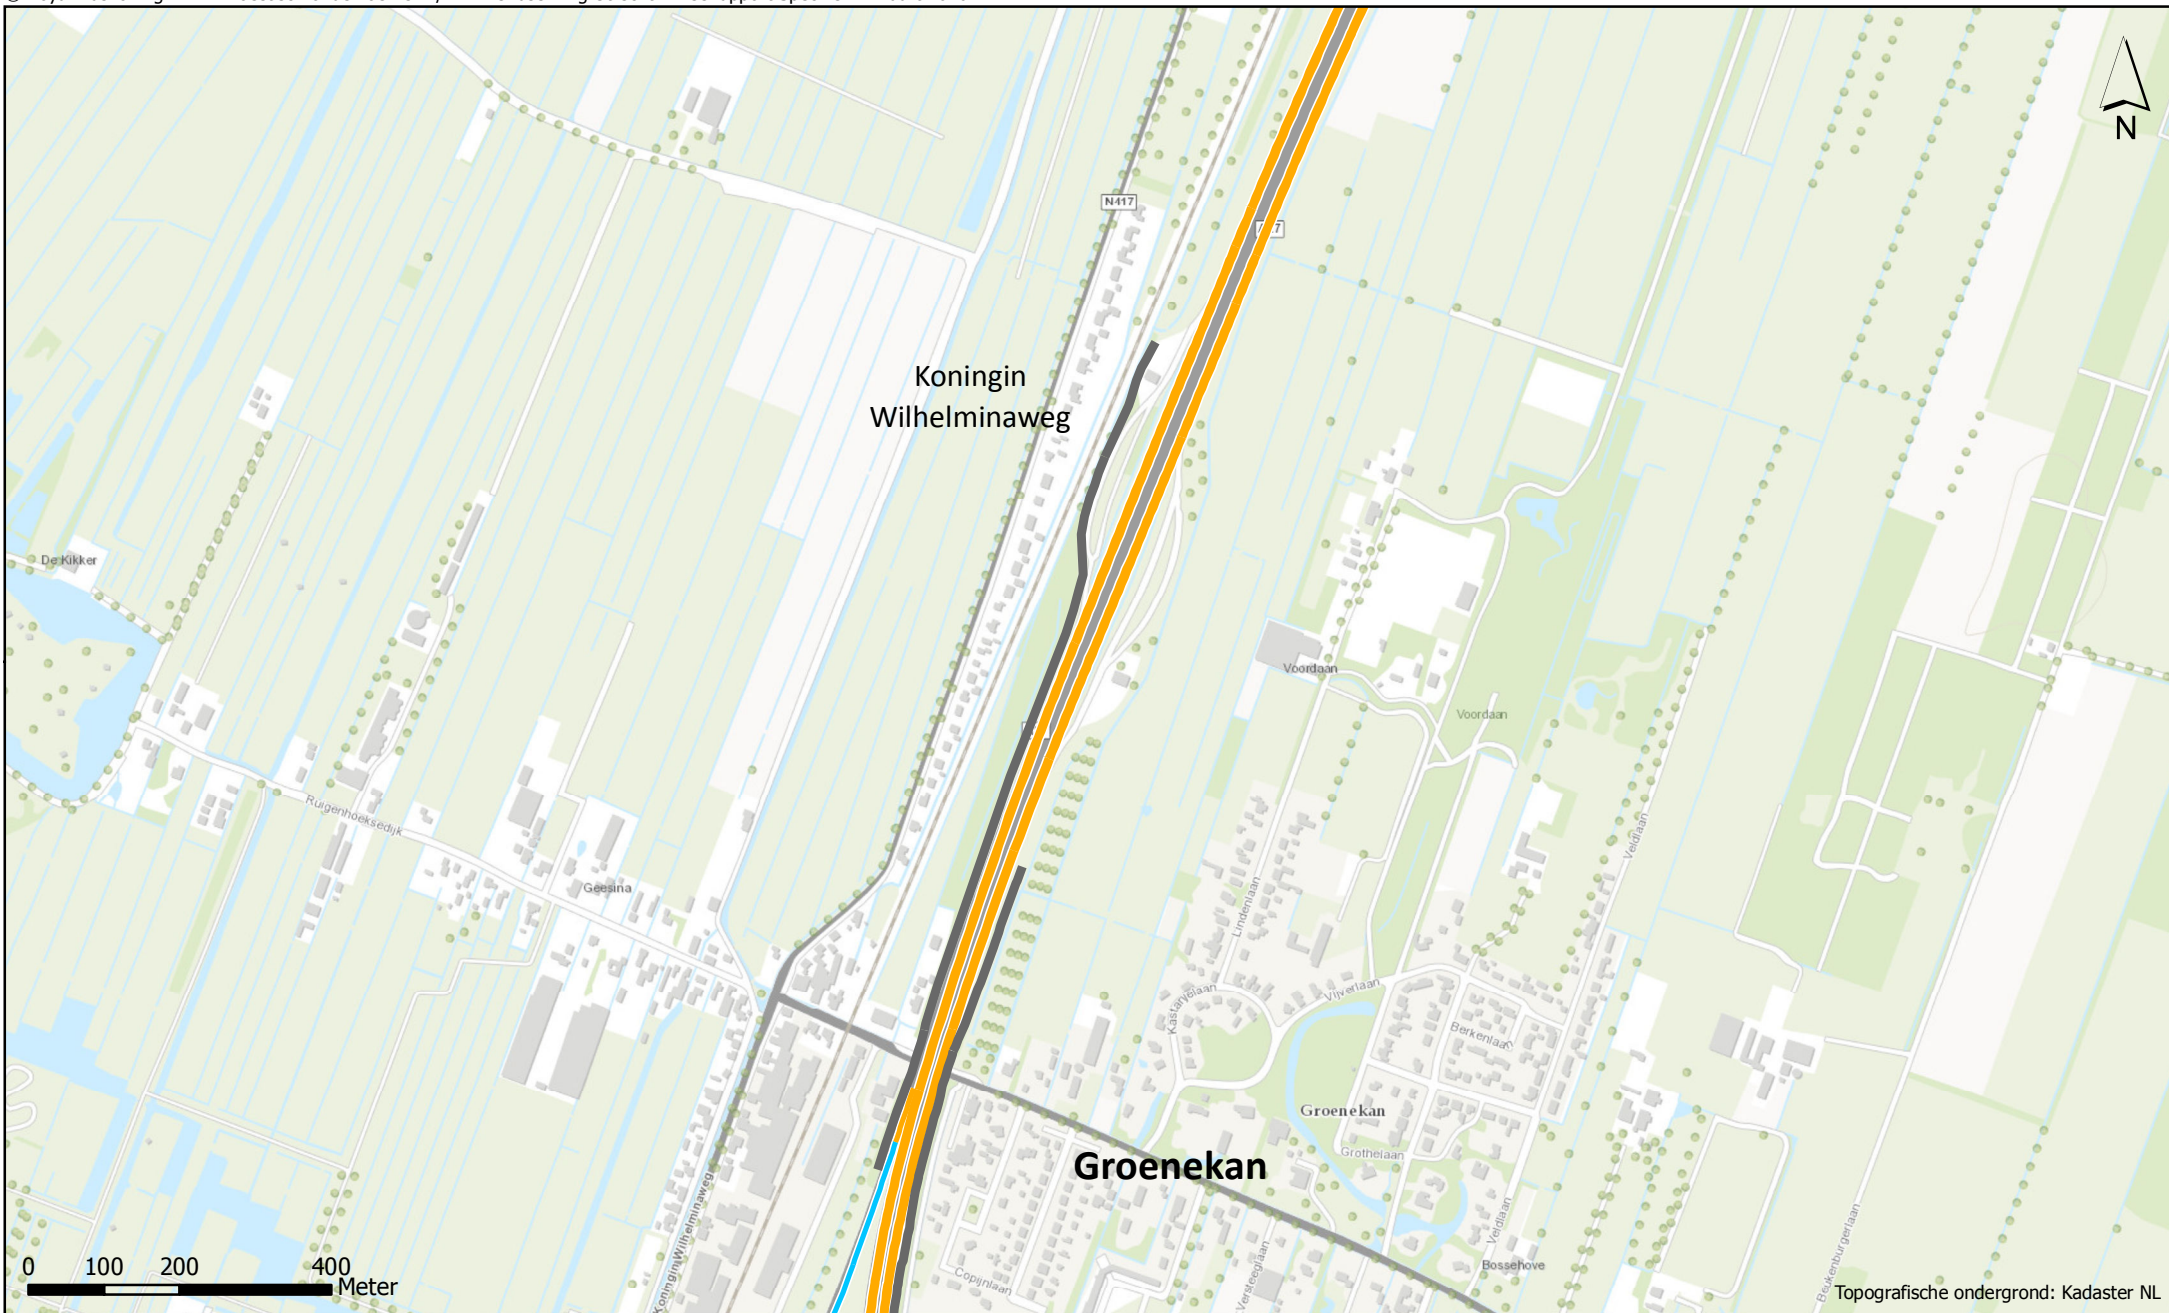 N417
Koningin
Wilhelminaweg
De Kikker
Voordaan
Voordaan
Ruigenhoeksedijk
Veldlaan
Geesina
Lindenlaan
Kastanjelaan
Vijverlaan
Berkenlaan
Groenekan
Groenekan
Grothelaan
Koningin Wilhelminaweg
Veldlaan
Versteeglaan
Copijnlaan
Bossehove
Beukenburgerlaan
N
0 100 200 400
Meter
Topografische ondergrond: Kadaster NL